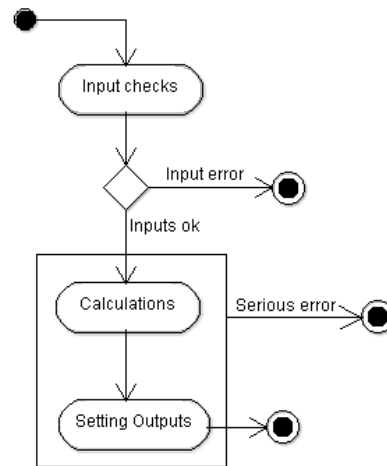 Input checks
Input error
Inputs ok
Calculations
Serious error
Setting Outputs